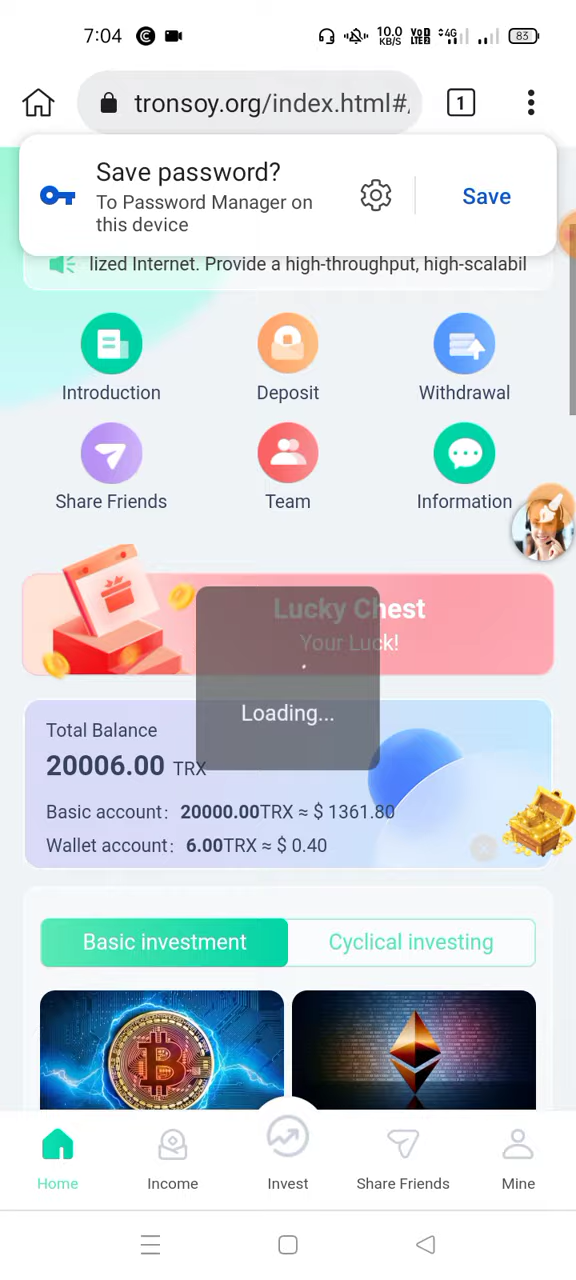 7:04
10.0
KB/S
VoD
LTE2
4G
83
tronsoy.org/index.html#
1
Save password?
To Password Manager on
this device
Save
lized Internet. Provide a high-throughput, high-scalabil
Introduction
Deposit
Withdrawal
Share Friends
Team
Information
Lucky Chest
Your Luck!
Loading...
Total Balance
20006.00 TRX
Basic account: 20000.00TRX ≈ $ 1361.80
Wallet account: 6.00TRX ≈ $ 0.40
Basic investment
Cyclical investing
Home
Income
Invest
Share Friends
Mine